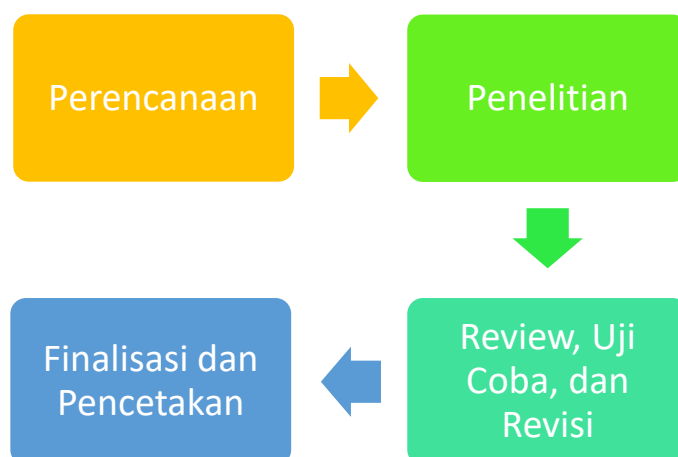 Perencanaan
Penelitian
Review, Uji
Coba, dan
Revisi
Finalisasi dan
Pencetakan